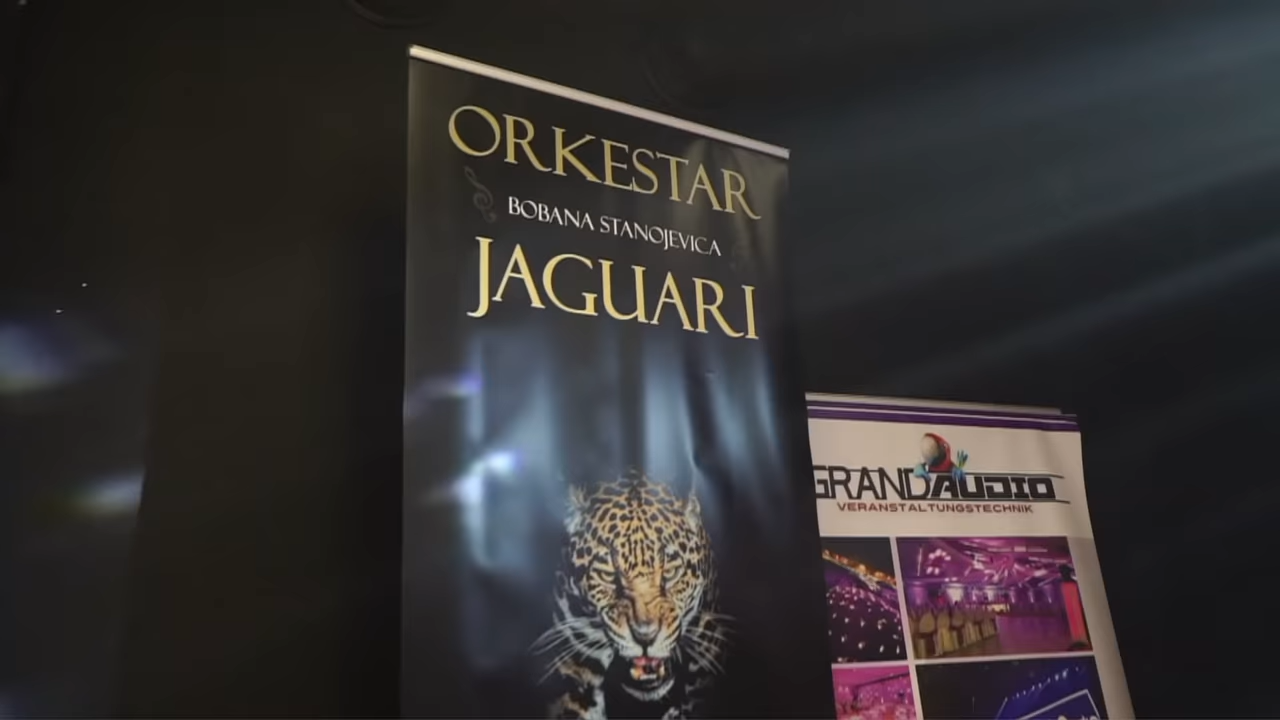 ORKESTAR
BOBANA STANOJEVICA
JAGUARI
GRANDAUDIO
VERANSTALTUNGSTECHNIK